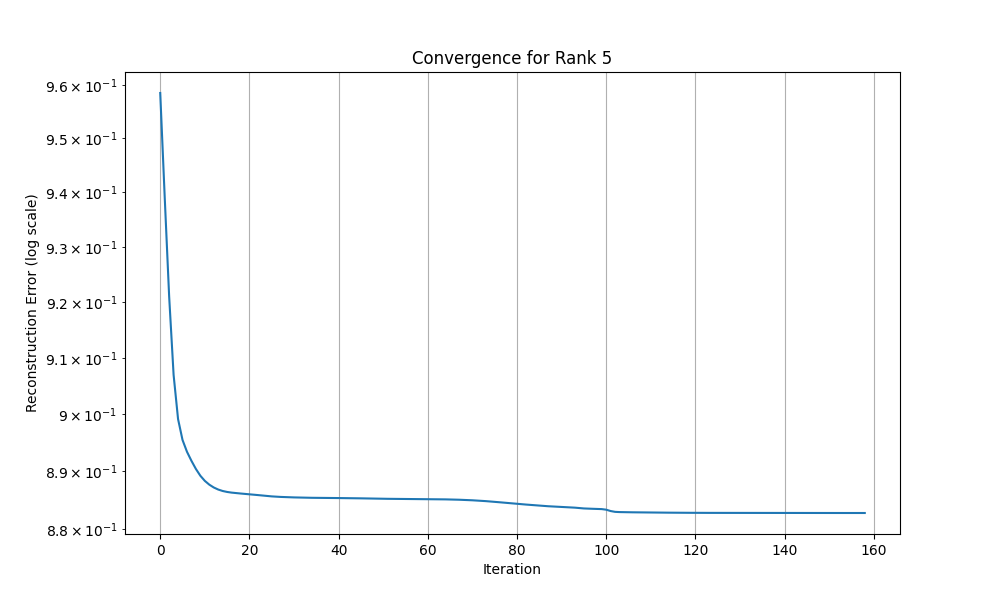 Convergence for Rank 5
Reconstruction Error (log scale)
9.6 × 10⁻¹
9.5 × 10⁻¹
9.4 × 10⁻¹
9.3 × 10⁻¹
9.2 × 10⁻¹
9.1 × 10⁻¹
9 × 10⁻¹
8.9 × 10⁻¹
8.8 × 10⁻¹
0 20 40 60 80 100 120 140 160
Iteration